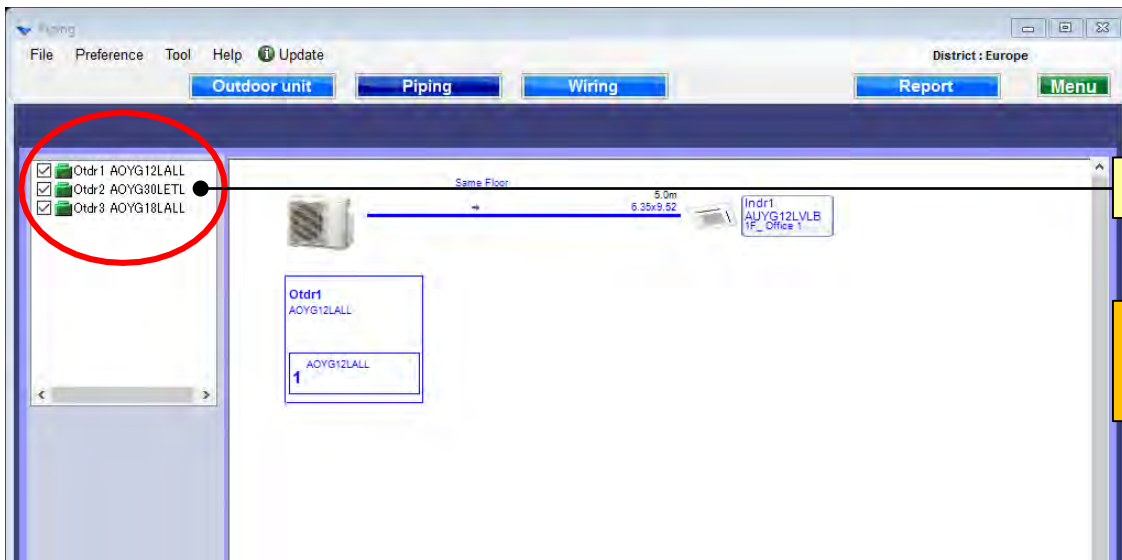 Piping
File Preference Tool Help Update
District : Europe
Outdoor unit Piping Wiring Report Menu
Otdr1 AOYG12LALL
Otdr2 AOYG30LETL
Otdr3 AOYG18LALL
Same Floor
5.0m
6.35x9.52
Indr1
AUYG12LVLB
1F_ Office 1
Otdr1
AOYG12LALL
AOYG12LALL
1